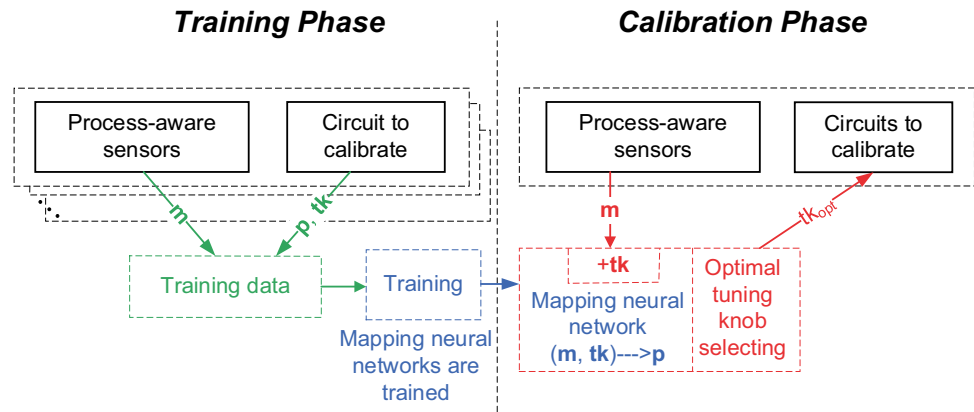 Training Phase
Process-aware
sensors
Circuit to
calibrate
m
p, tk
Training data
Training
Mapping neural
networks are
trained
Calibration Phase
Process-aware
sensors
Circuits to
calibrate
m
tkopt
+tk
Mapping neural
network
(m, tk)--->p
Optimal
tuning
knob
selecting